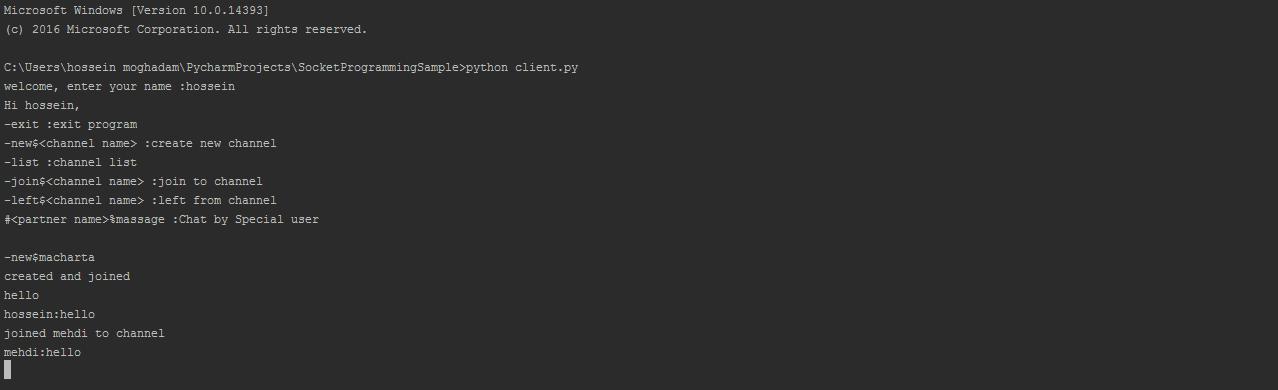 Microsoft Windows [Version 10.0.14393]
(c) 2016 Microsoft Corporation. All rights reserved.
C:\Users\hossein moghadam\PycharmProjects\SocketProgrammingSample>python client.py
welcome, enter your name :hossein
Hi hossein,
-exit :exit program
-new$<channel name> :create new channel
-list :channel list
-join$<channel name> :join to channel
-left$<channel name> :left from channel
#<partner name>%massage :Chat by Special user
-new$macharta
created and joined
hello
hossein:hello
joined mehdi to channel
mehdi:hello